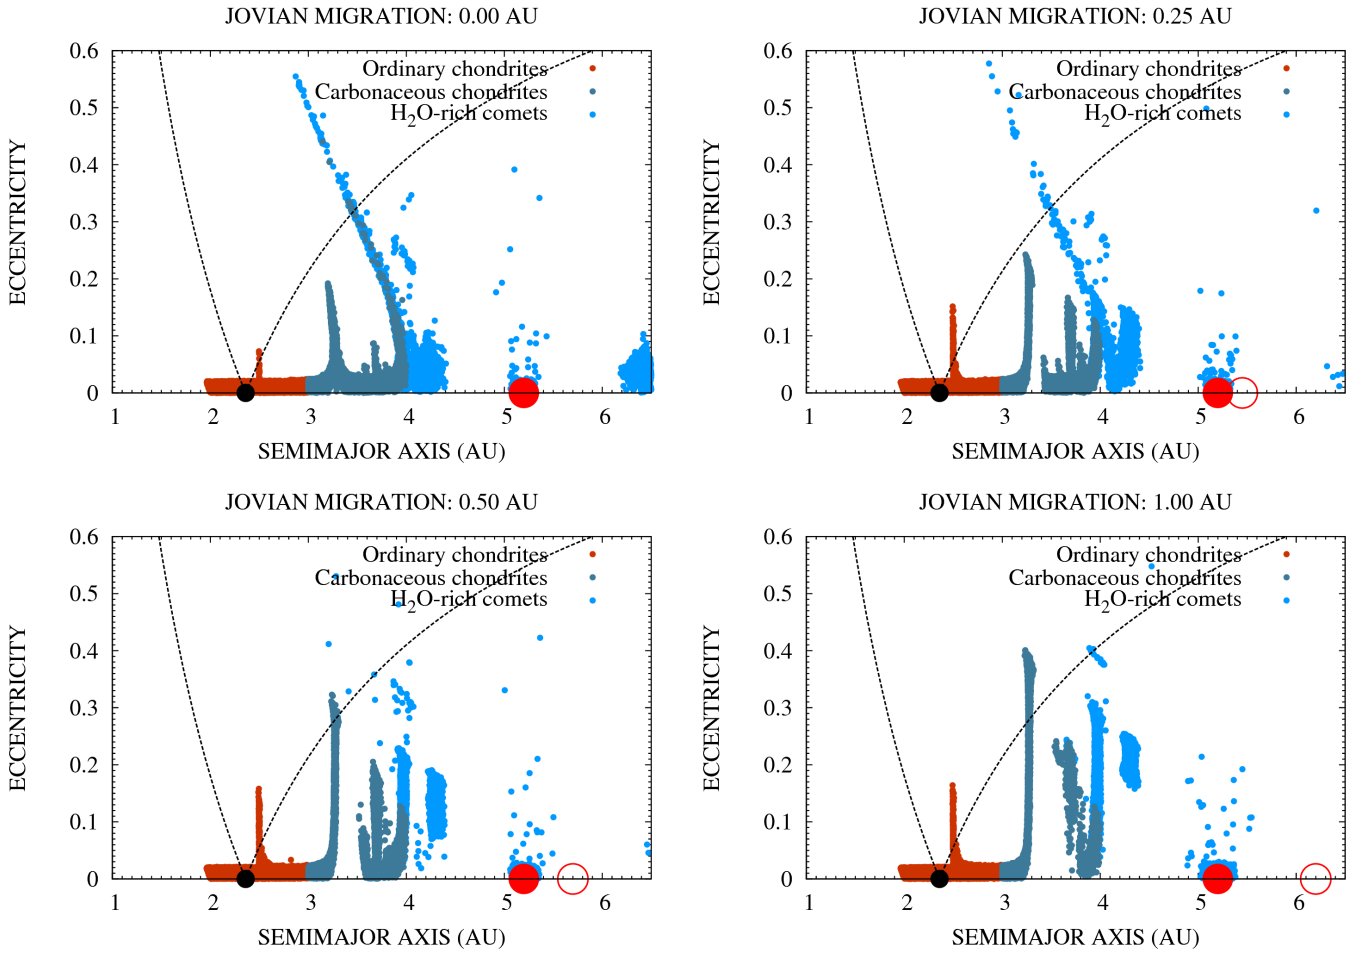 JOVIAN MIGRATION: 0.00 AU
0.6
0.5
0.4
0.3
0.2
0.1
0
ECCENTRICITY
Ordinary chondrites
Carbonaceous chondrites
H2O-rich comets
1 2 3 4 5 6
SEMIMAJOR AXIS (AU)
JOVIAN MIGRATION: 0.25 AU
0.6
0.5
0.4
0.3
0.2
0.1
0
ECCENTRICITY
Ordinary chondrites
Carbonaceous chondrites
H2O-rich comets
1 2 3 4 5 6
SEMIMAJOR AXIS (AU)
JOVIAN MIGRATION: 0.50 AU
0.6
0.5
0.4
0.3
0.2
0.1
0
ECCENTRICITY
Ordinary chondrites
Carbonaceous chondrites
H2O-rich comets
1 2 3 4 5 6
SEMIMAJOR AXIS (AU)
JOVIAN MIGRATION: 1.00 AU
0.6
0.5
0.4
0.3
0.2
0.1
0
ECCENTRICITY
Ordinary chondrites
Carbonaceous chondrites
H2O-rich comets
1 2 3 4 5 6
SEMIMAJOR AXIS (AU)